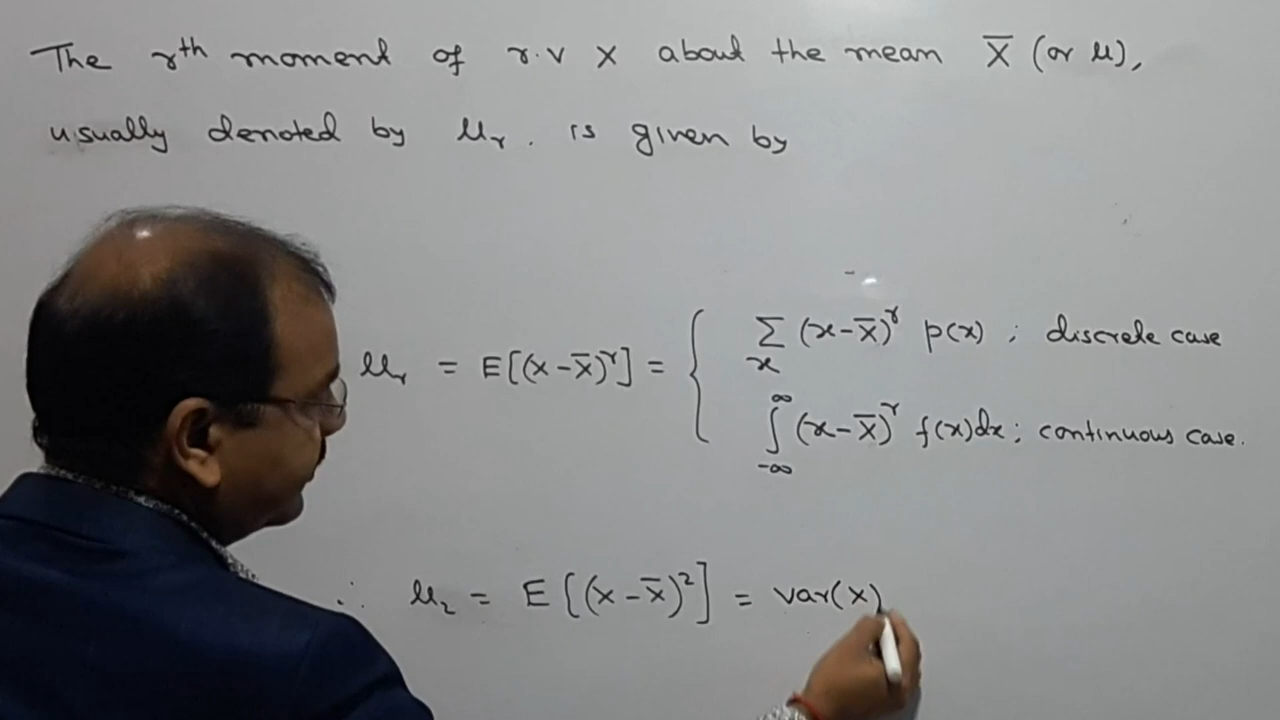 The rth moment of r.v X about the mean X̄ (or μ),
usually denoted by μᵣ. is given by
μᵣ = E[(X-X̄)ʳ] = { ∑ₓ (x-X̄)ʳ p(x) ; discrete case
∫_{-∞}^{∞} (x-X̄)ʳ f(x)dx ; continuous case.
∴ μ₂ = E[(X-X̄)²] = var(X)